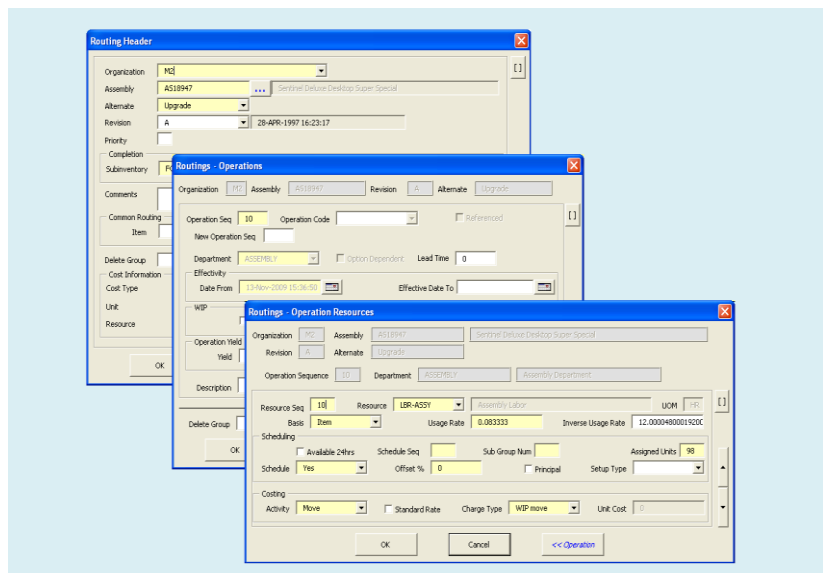 Routing Header
Organization M2
[ ]
Assembly AS18947 ... Sentinel Deluxe Desktop Super Special
Alternate Upgrade
Revision A 28-APR-1997 16:23:17
Priority
Completion
Subinventory
Comments
Common Routing
Item
Delete Group
Cost Information
Cost Type
Unit
Resource
OK
Routings - Operations
Organization M2 Assembly AS18947 Revision A Alternate Upgrade
Operation Seq 10 Operation Code Referenced
[ ]
New Operation Seq
Department ASSEMBLY Option Dependent Lead Time 0
Effectivity
Date From 13-Nov-2009 15:36:50 Effective Date To
WIP
Operation Yield
Yield
Description
Delete Group
OK
Routings - Operation Resources
Organization M2 Assembly AS18947 Sentinel Deluxe Desktop Super Special
Revision A Alternate Upgrade
Operation Sequence 10 Department ASSEMBLY Assembly Department
Resource Seq 10 Resource LBR-ASSY Assembly Labor UOM HR
[ ]
Basis Item Usage Rate 0.083333 Inverse Usage Rate 12.0000480001920
Scheduling
Available 24hrs Schedule Seq Sub Group Num Assigned Units 98
Schedule Yes Offset % 0 Principal Setup Type
Costing
Activity Move Standard Rate Charge Type WIP move Unit Cost 0
OK Cancel << Operation